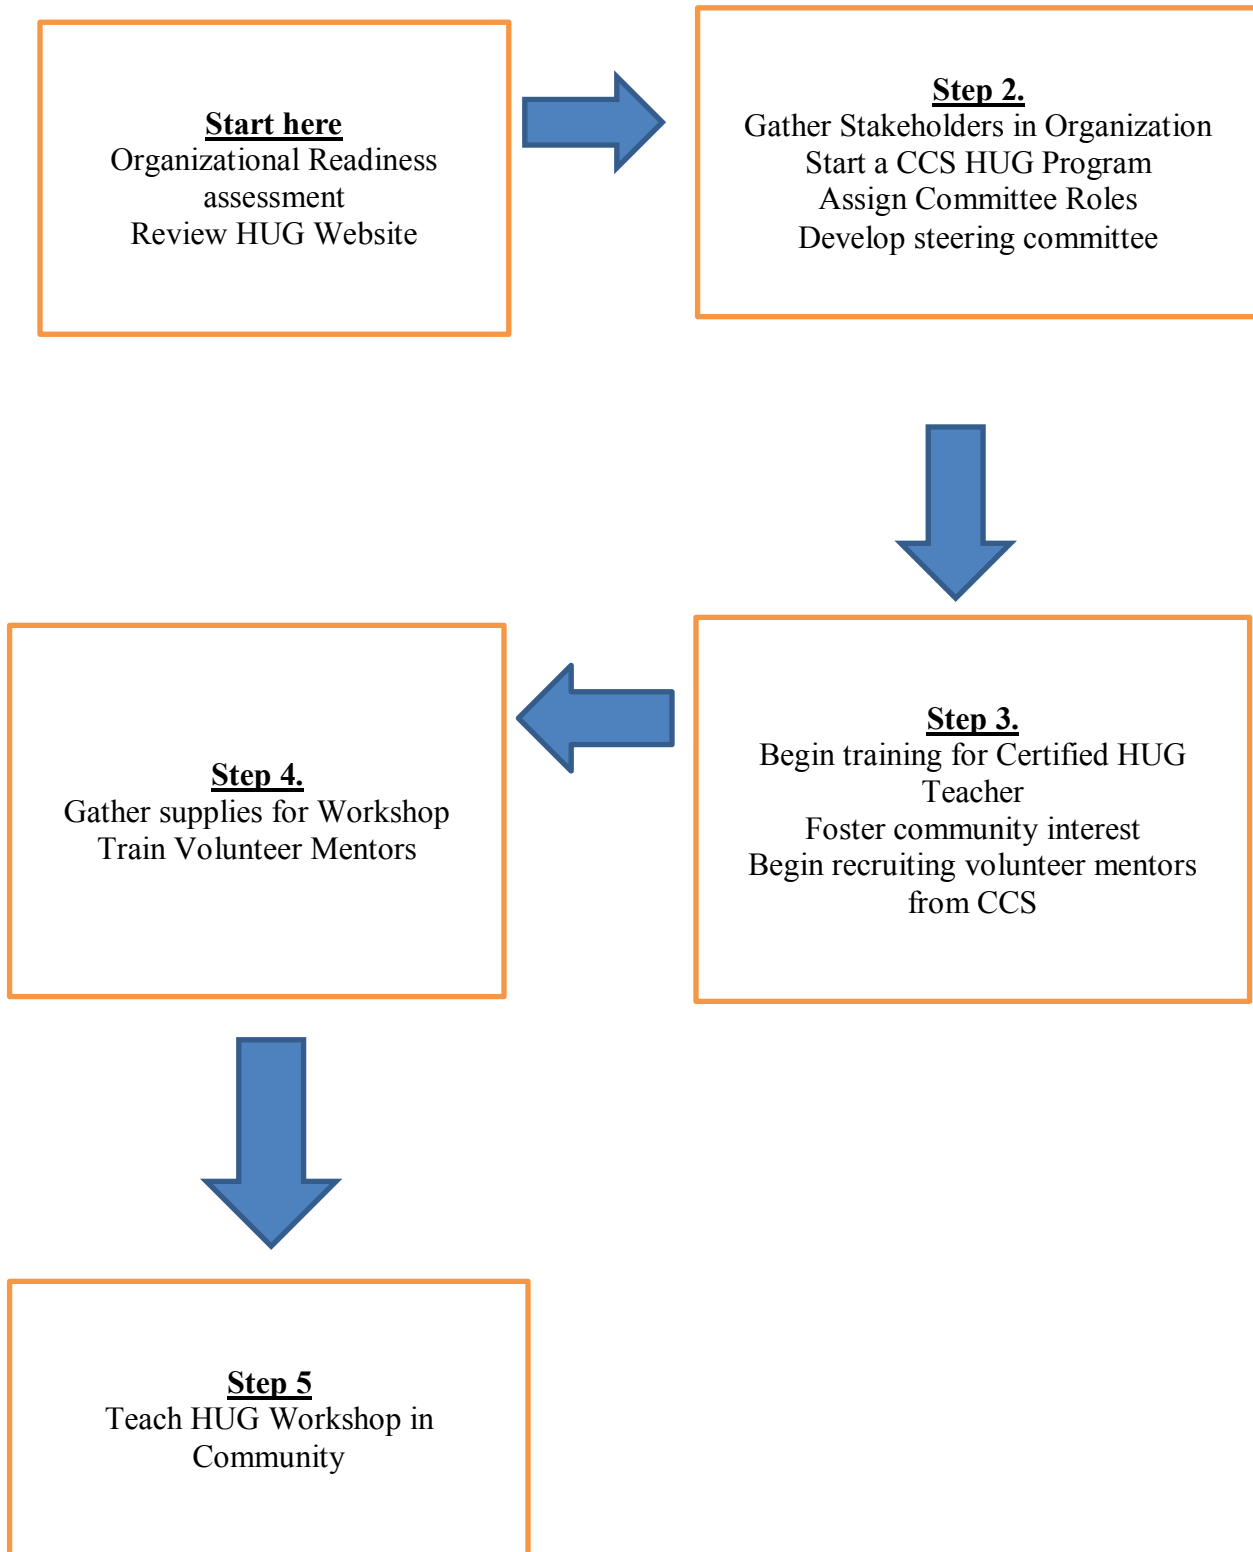 Start here
Organizational Readiness
assessment
Review HUG Website
Step 2.
Gather Stakeholders in Organization
Start a CCS HUG Program
Assign Committee Roles
Develop steering committee
Step 3.
Begin training for Certified HUG
Teacher
Foster community interest
Begin recruiting volunteer mentors
from CCS
Step 4.
Gather supplies for Workshop
Train Volunteer Mentors
Step 5
Teach HUG Workshop in
Community